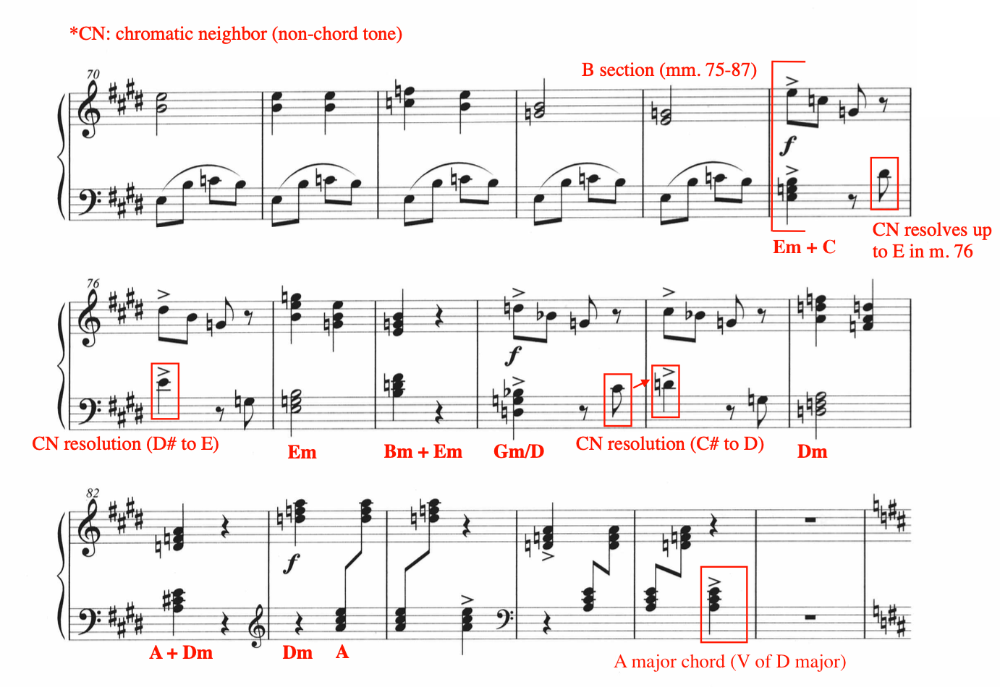 *CN: chromatic neighbor (non-chord tone)
70
B section (mm. 75-87)
f
Em + C
CN resolves up
to E in m. 76
76
f
CN resolution (D# to E)
Em
Bm + Em
Gm/D
CN resolution (C# to D)
Dm
82
f
A + Dm
Dm
A
A major chord (V of D major)